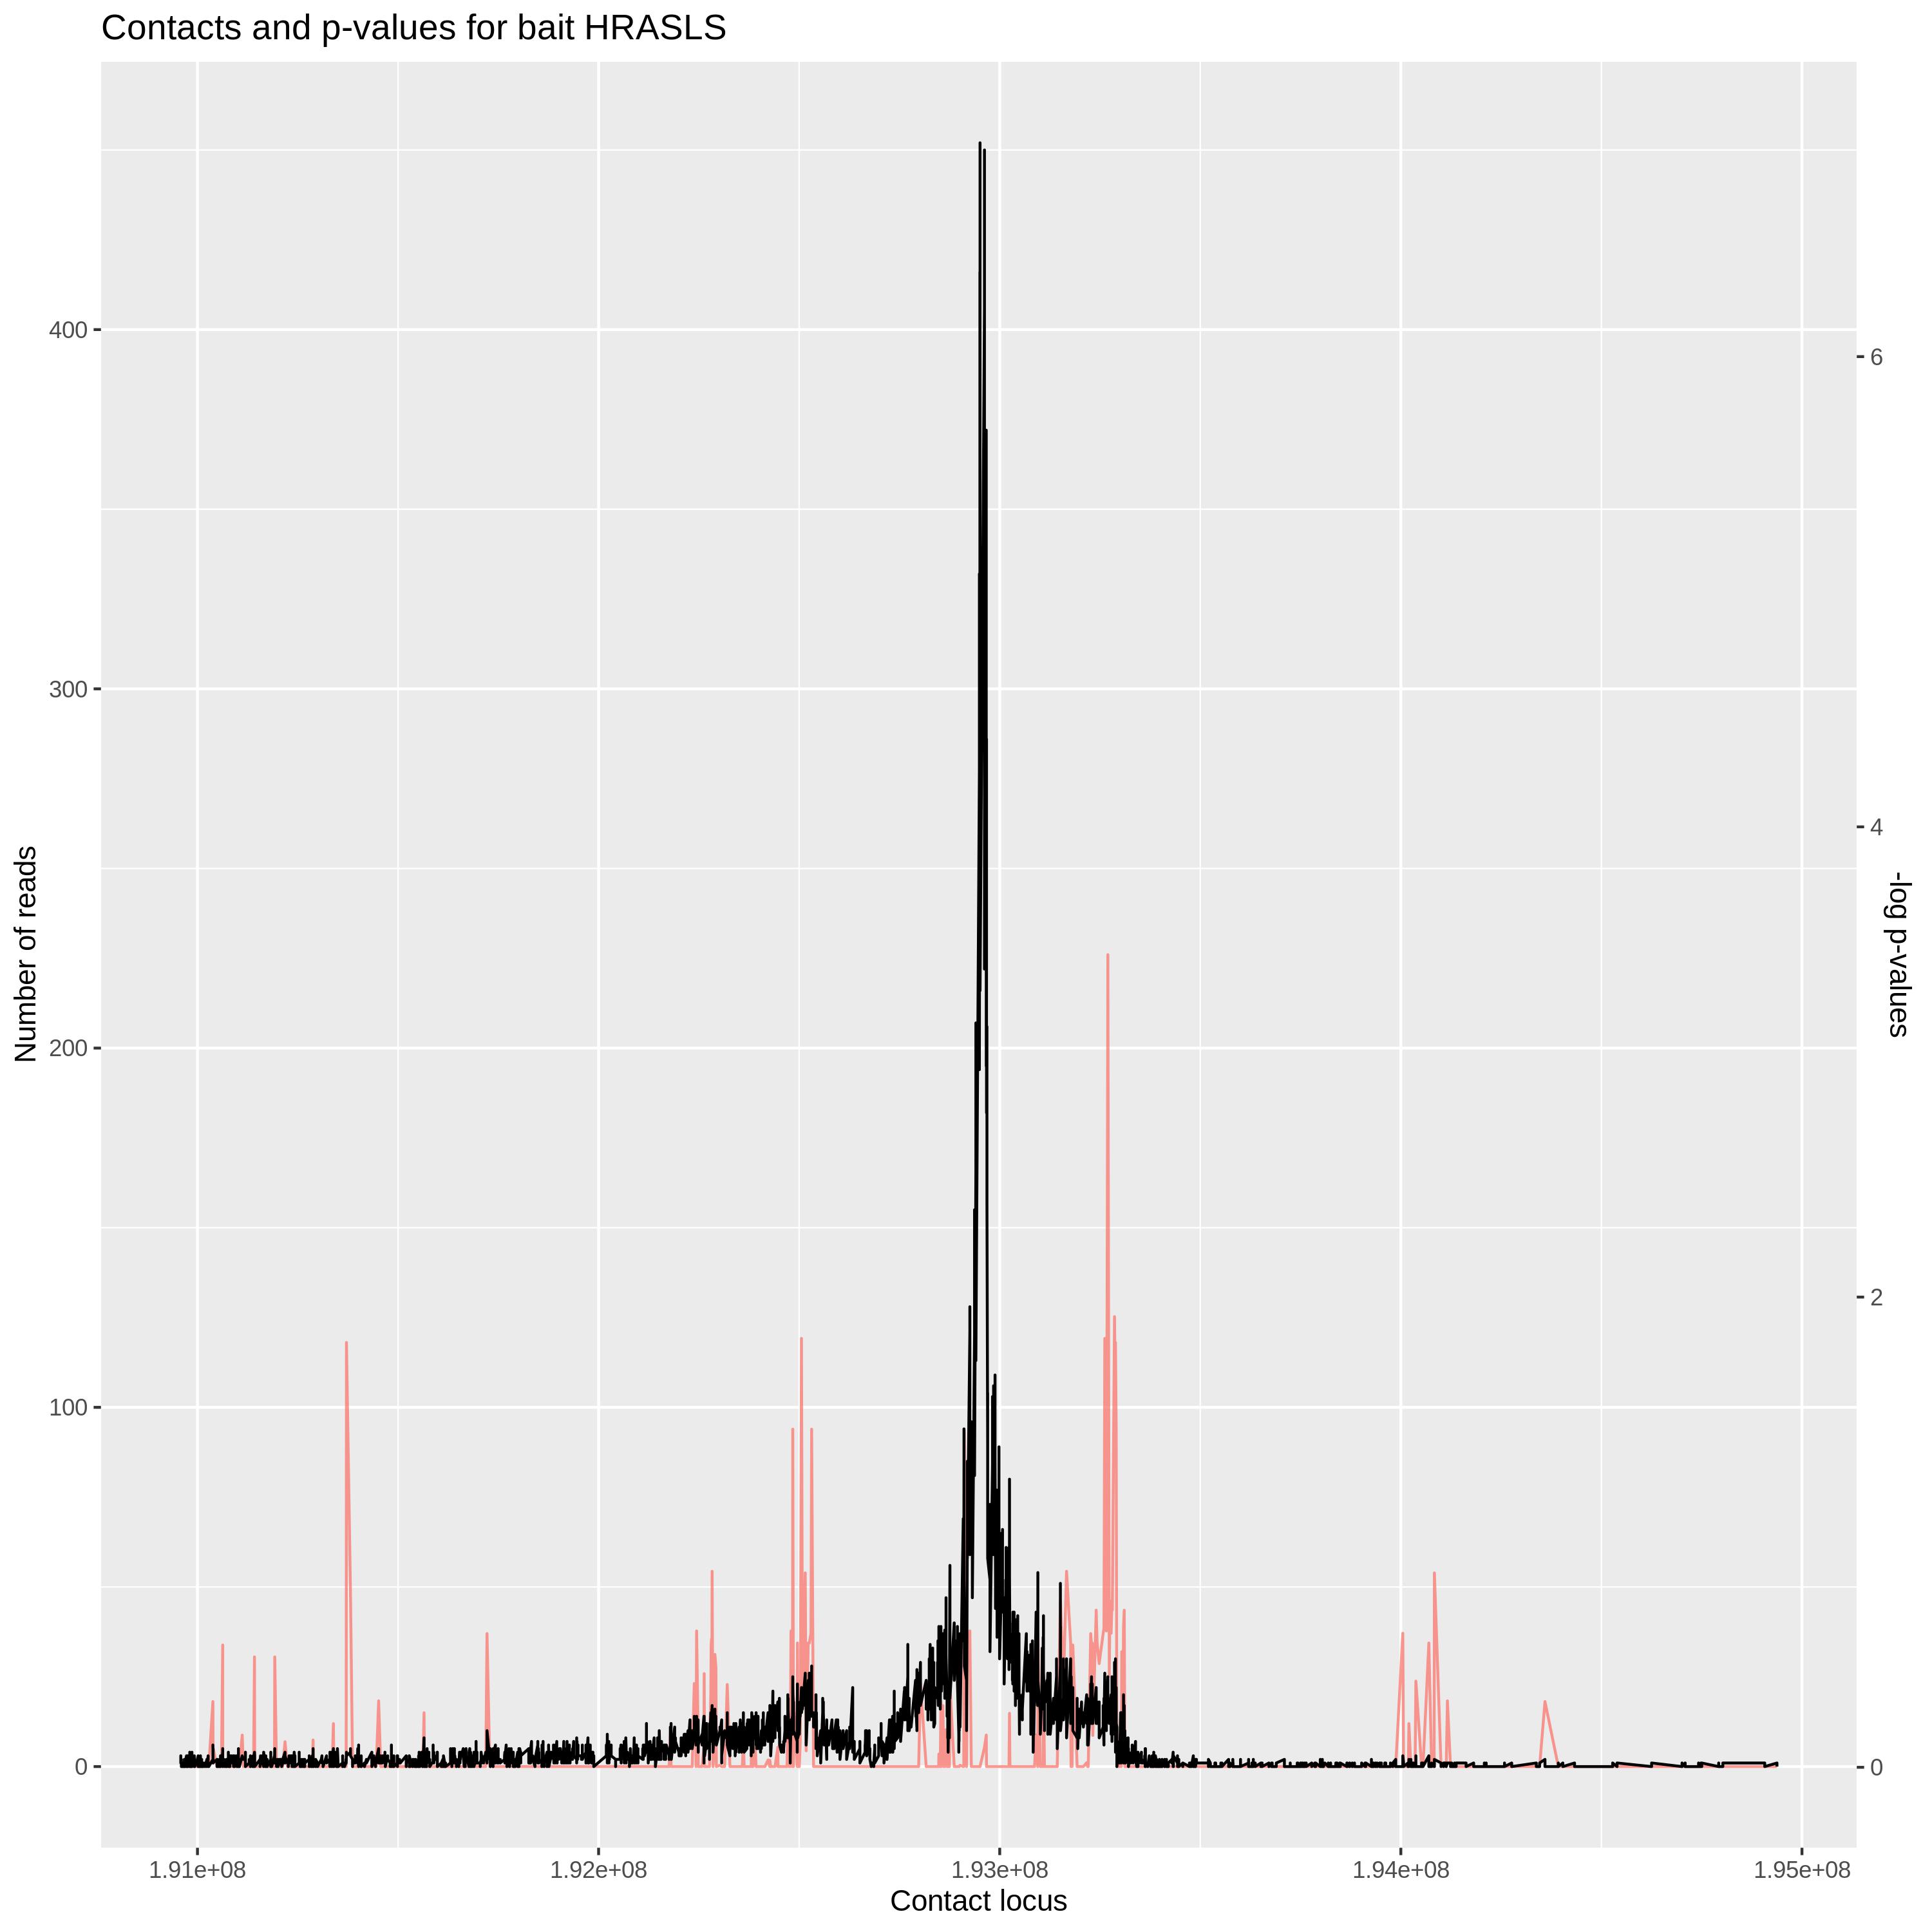 Contacts and p-values for bait HRASLS
Number of reads
400
300
200
100
0
6
4
2
0
-log p-values
1.91e+08
1.92e+08
1.93e+08
1.94e+08
1.95e+08
Contact locus